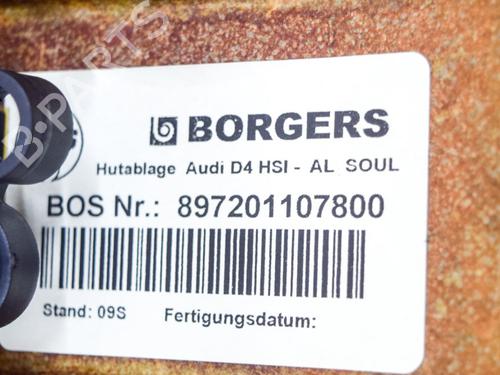 BORGERS
Hutablage Audi D4 HSI - AL SOUL
BOS Nr.: 897201107800
Stand: 09S Fertigungsdatum:
B-PARTS